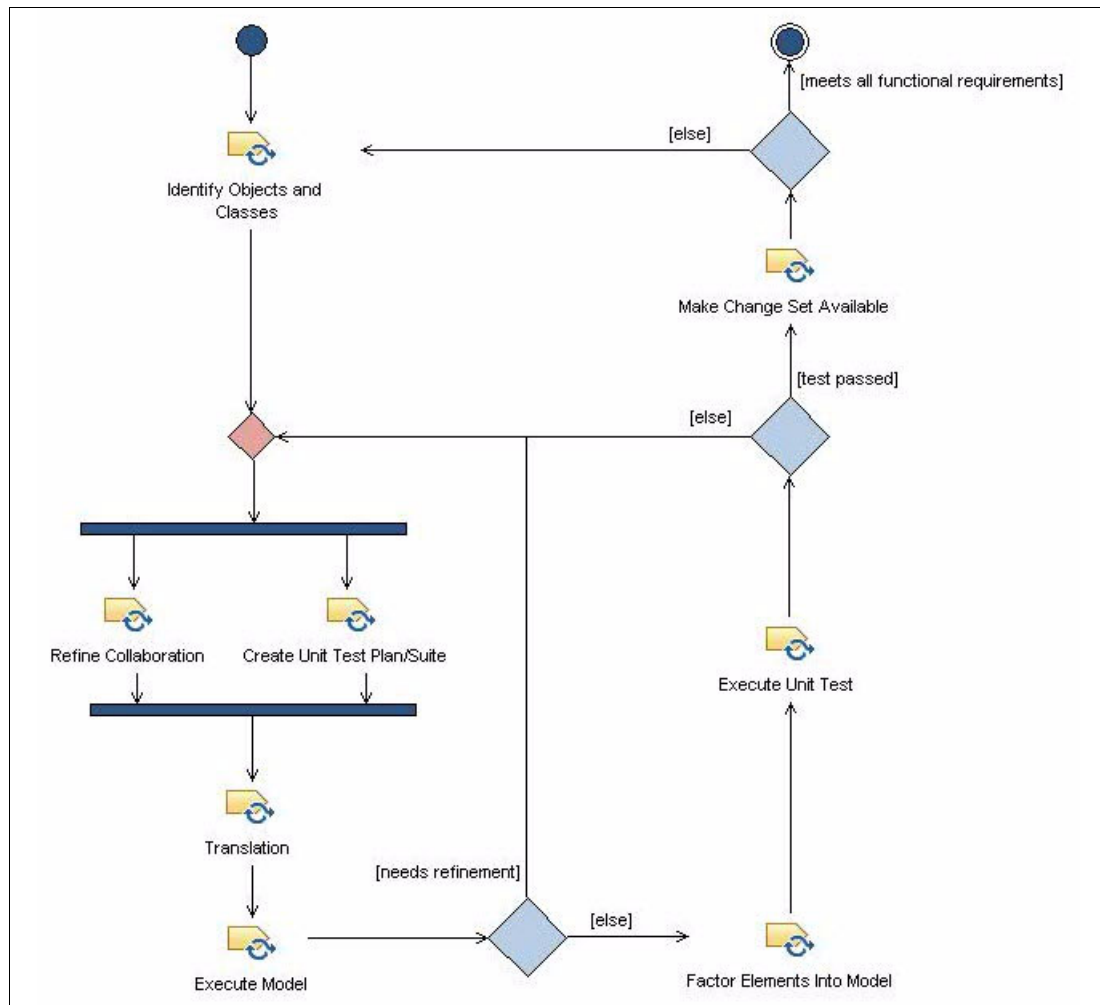 [meets all functional requirements]
[else]
Identify Objects and
Classes
Make Change Set Available
[test passed]
[else]
Refine Collaboration
Create Unit Test Plan/Suite
Execute Unit Test
Translation
[needs refinement]
[else]
Execute Model
Factor Elements Into Model